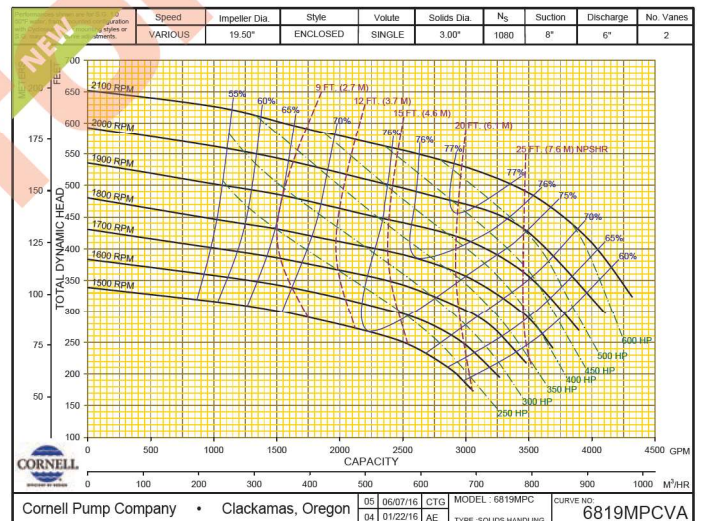 NEW
Speed Impeller Dia. Style Volute Solids Dia. NS Suction Discharge No. Vanes
VARIOUS 19.50" ENCLOSED SINGLE 3.00" 1080 8" 6" 2
METERS FEET
TOTAL DYNAMIC HEAD
700
650
600
550
500
450
400
350
300
250
200
150
100
200
175
150
125
100
75
50
2100 RPM
2000 RPM
1900 RPM
1800 RPM
1700 RPM
1600 RPM
1500 RPM
55%
60%
65%
70%
76%
76%
77%
77%
76%
75%
70%
65%
60%
9 FT. (2.7 M)
12 FT. (3.7 M)
15 FT. (4.6 M)
20 FT. (6.1 M)
25 FT. (7.6 M) NPSHR
600 HP
500 HP
450 HP
400 HP
350 HP
300 HP
250 HP
0 500 1000 1500 2000 2500 3000 3500 4000 4500 GPM
CAPACITY
0 100 200 300 400 500 600 700 800 900 1000 M³/HR
CORNELL
Cornell Pump Company • Clackamas, Oregon
05 06/07/16 CTG
04 01/22/16 AE
MODEL : 6819MPC
TYPE :SOLIDS HANDLING
CURVE NO:
6819MPCVA